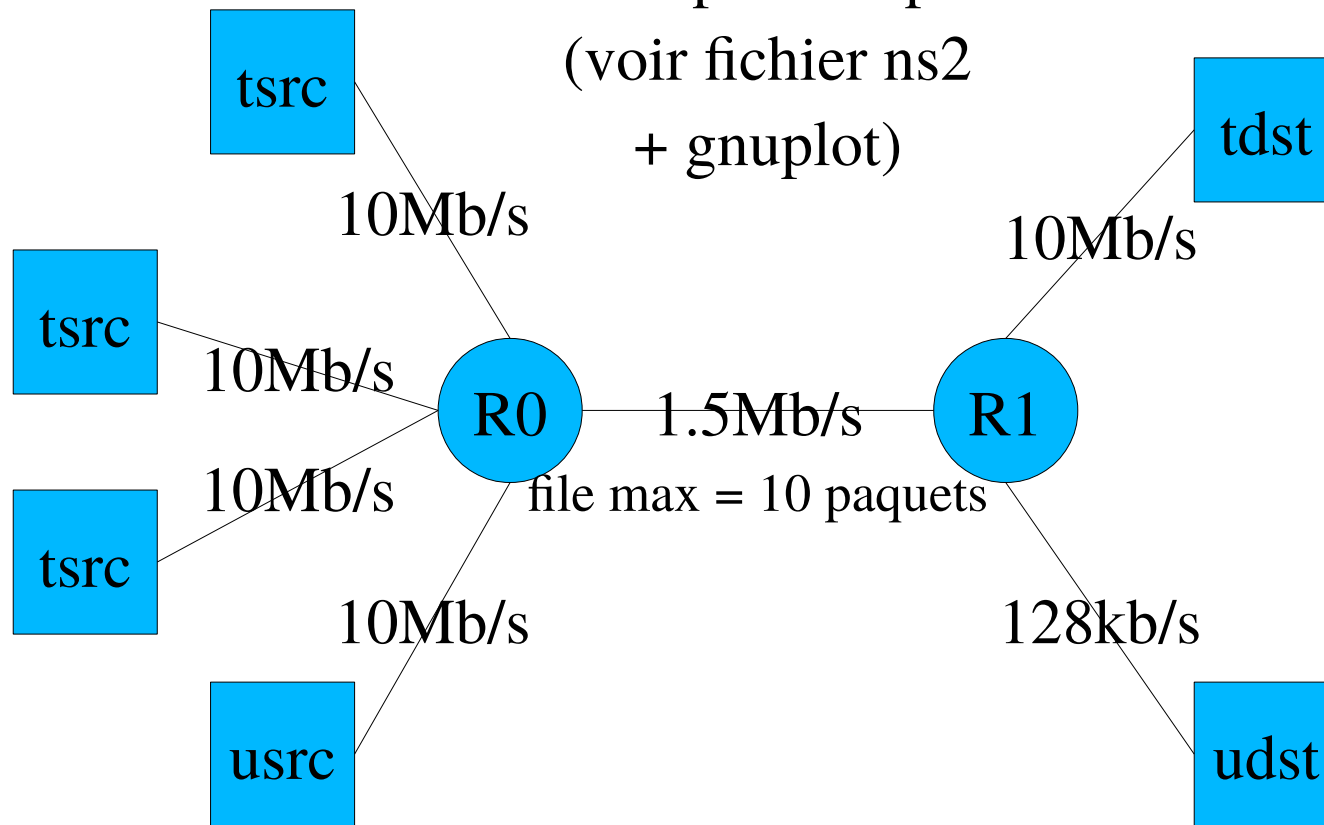 (voir fichier ns2
+ gnuplot)
tsrc
tdst
10Mb/s
10Mb/s
tsrc
10Mb/s
R0
1.5Mb/s
R1
10Mb/s
file max = 10 paquets
tsrc
10Mb/s
128kb/s
usrc
udst